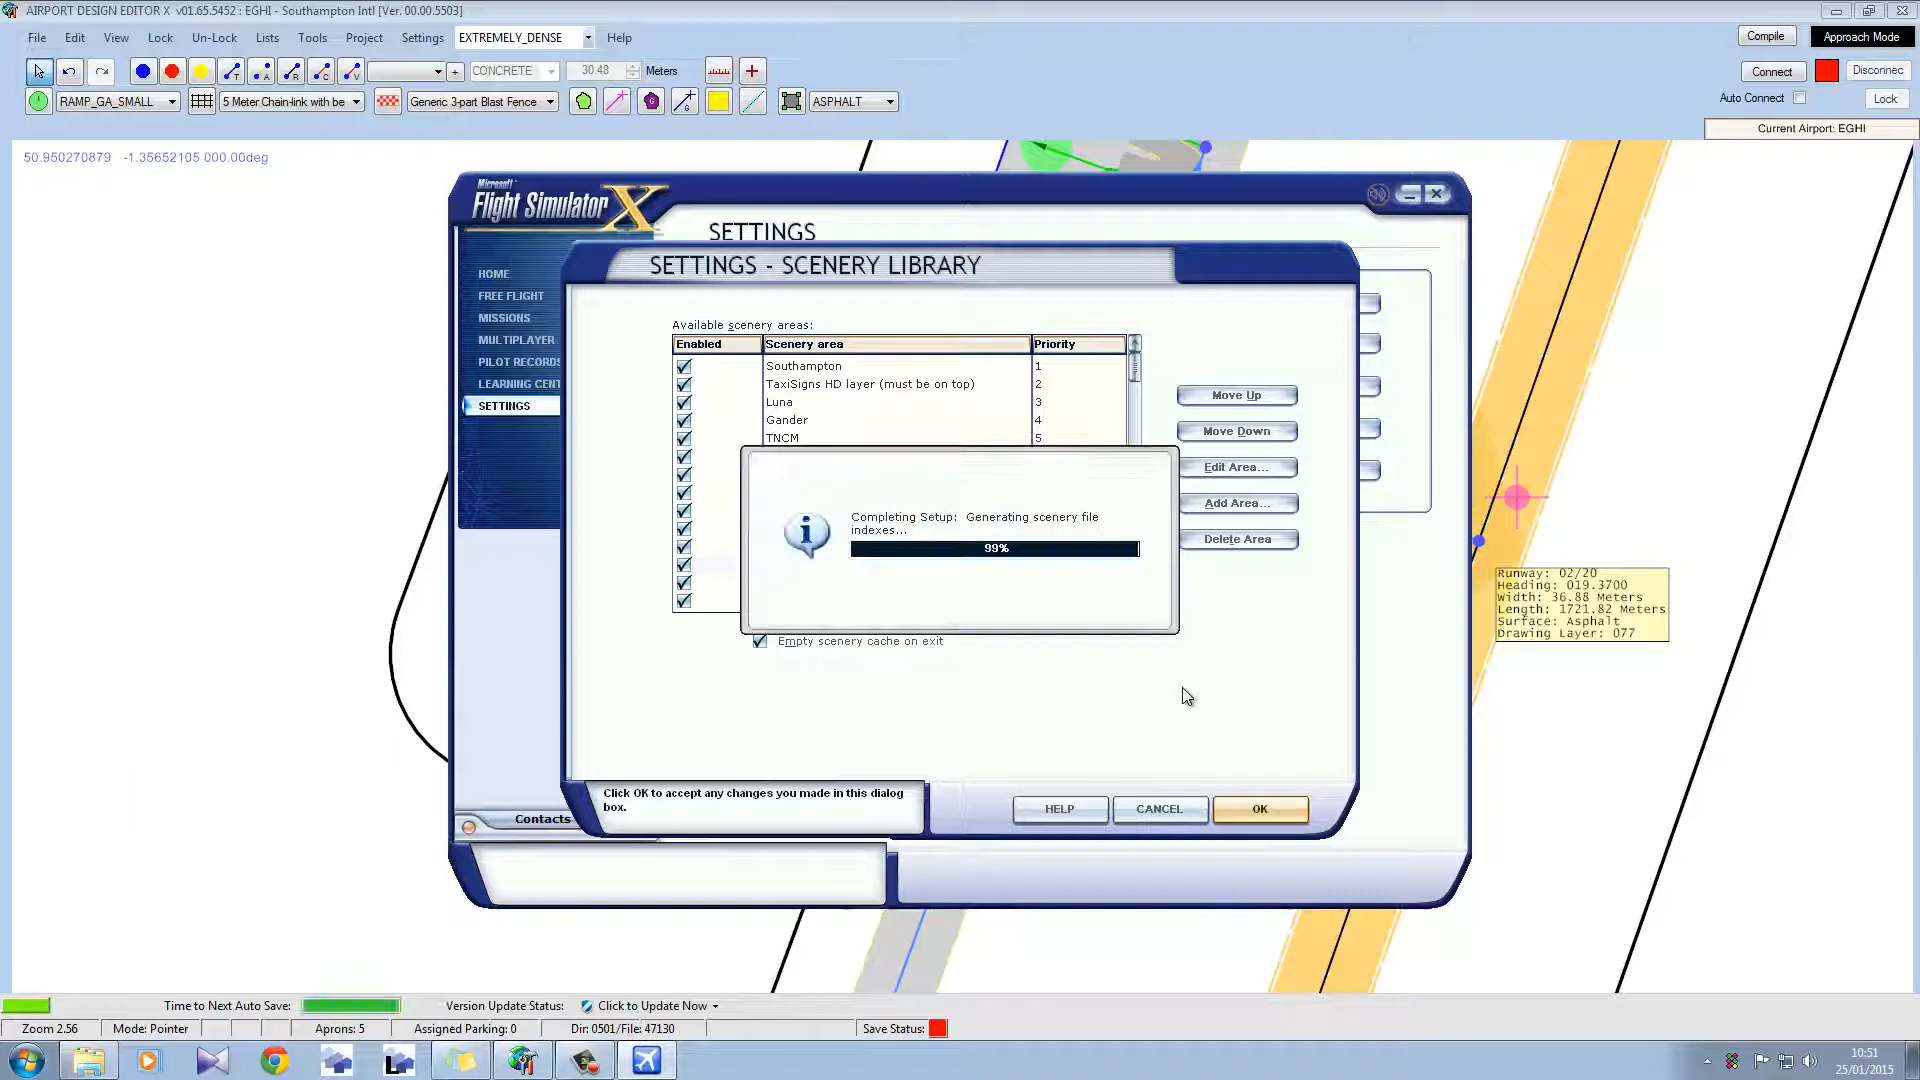 AIRPORT DESIGN EDITOR X v01.65.5452 : EGHI - Southampton Intl [Ver. 00.00.5503]
File Edit View Lock Un-Lock Lists Tools Project Settings EXTREMELY_DENSE Help
Compile Approach Mode
CONCRETE 30.48 Meters
Connect Disconnec
RAMP_GA_SMALL 5 Meter Chain-link with be Generic 3-part Blast Fence ASPHALT
Auto Connect Lock
Current Airport: EGHI
50.950270879 -1.35652105 000.00deg
Microsoft
Flight Simulator X
SETTINGS
SETTINGS - SCENERY LIBRARY
HOME
FREE FLIGHT
MISSIONS
MULTIPLAYER
PILOT RECORDS
LEARNING CENT
SETTINGS
Available scenery areas:
Enabled Scenery area Priority
Southampton 1
TaxiSigns HD layer (must be on top) 2
Luna 3
Gander 4
TNCM 5
Move Up
Move Down
Edit Area...
Add Area...
Delete Area
Completing Setup: Generating scenery file
indexes...
99%
Empty scenery cache on exit
Runway: 02/20
Heading: 019.3700
Width: 36.88 Meters
Length: 1721.82 Meters
Surface: Asphalt
Drawing Layer: 077
Click OK to accept any changes you made in this dialog
box.
HELP CANCEL OK
Contacts
Time to Next Auto Save: Version Update Status: Click to Update Now
Zoom 2.56 Mode: Pointer Aprons: 5 Assigned Parking: 0 Dir: 0501/File: 47130 Save Status:
10:51
25/01/2015